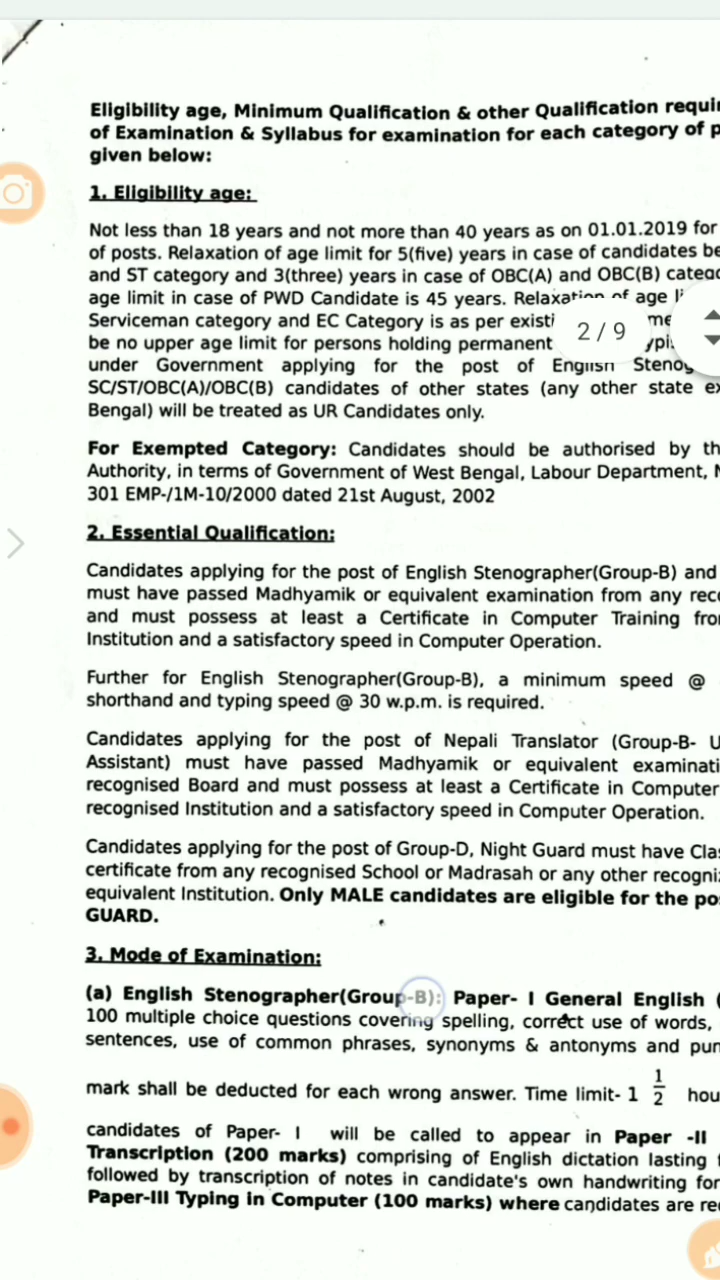 Eligibility age, Minimum Qualification & other Qualification
of Examination & Syllabus for examination for each category of
given below:
1. Eligibility age:
Not less than 18 years and not more than 40 years as on 01.01.2019 for
of posts. Relaxation of age limit for 5(five) years in case of candidates
and ST category and 3(three) years in case of OBC(A) and OBC(B)
age limit in case of PWD Candidate is 45 years. Relaxation of age
Serviceman category and EC Category is as per
be no upper age limit for persons holding permanent
2 / 9
under Government applying for the post of English
SC/ST/OBC(A)/OBC(B) candidates of other states (any other state
Bengal) will be treated as UR Candidates only.
For Exempted Category: Candidates should be authorised by
Authority, in terms of Government of West Bengal, Labour Department,
301 EMP-/1M-10/2000 dated 21st August, 2002
2. Essential Qualification:
Candidates applying for the post of English Stenographer(Group-B) and
must have passed Madhyamik or equivalent examination from any
and must possess at least a Certificate in Computer Training
Institution and a satisfactory speed in Computer Operation.
Further for English Stenographer(Group-B), a minimum speed @
shorthand and typing speed @ 30 w.p.m. is required.
Candidates applying for the post of Nepali Translator (Group-B-
Assistant) must have passed Madhyamik or equivalent
recognised Board and must possess at least a Certificate in Computer
recognised Institution and a satisfactory speed in Computer Operation.
Candidates applying for the post of Group-D, Night Guard must have
certificate from any recognised School or Madrasah or any other
equivalent Institution. Only MALE candidates are eligible for the
GUARD.
3. Mode of Examination:
(a) English Stenographer(Group-B): Paper- I General English (
100 multiple choice questions covering spelling, correct use of words,
sentences, use of common phrases, synonyms & antonyms and
mark shall be deducted for each wrong answer. Time limit- 1 1/2
candidates of Paper- I will be called to appear in Paper -II
Transcription (200 marks) comprising of English dictation lasting
followed by transcription of notes in candidate's own handwriting for
Paper-III Typing in Computer (100 marks) where candidates are